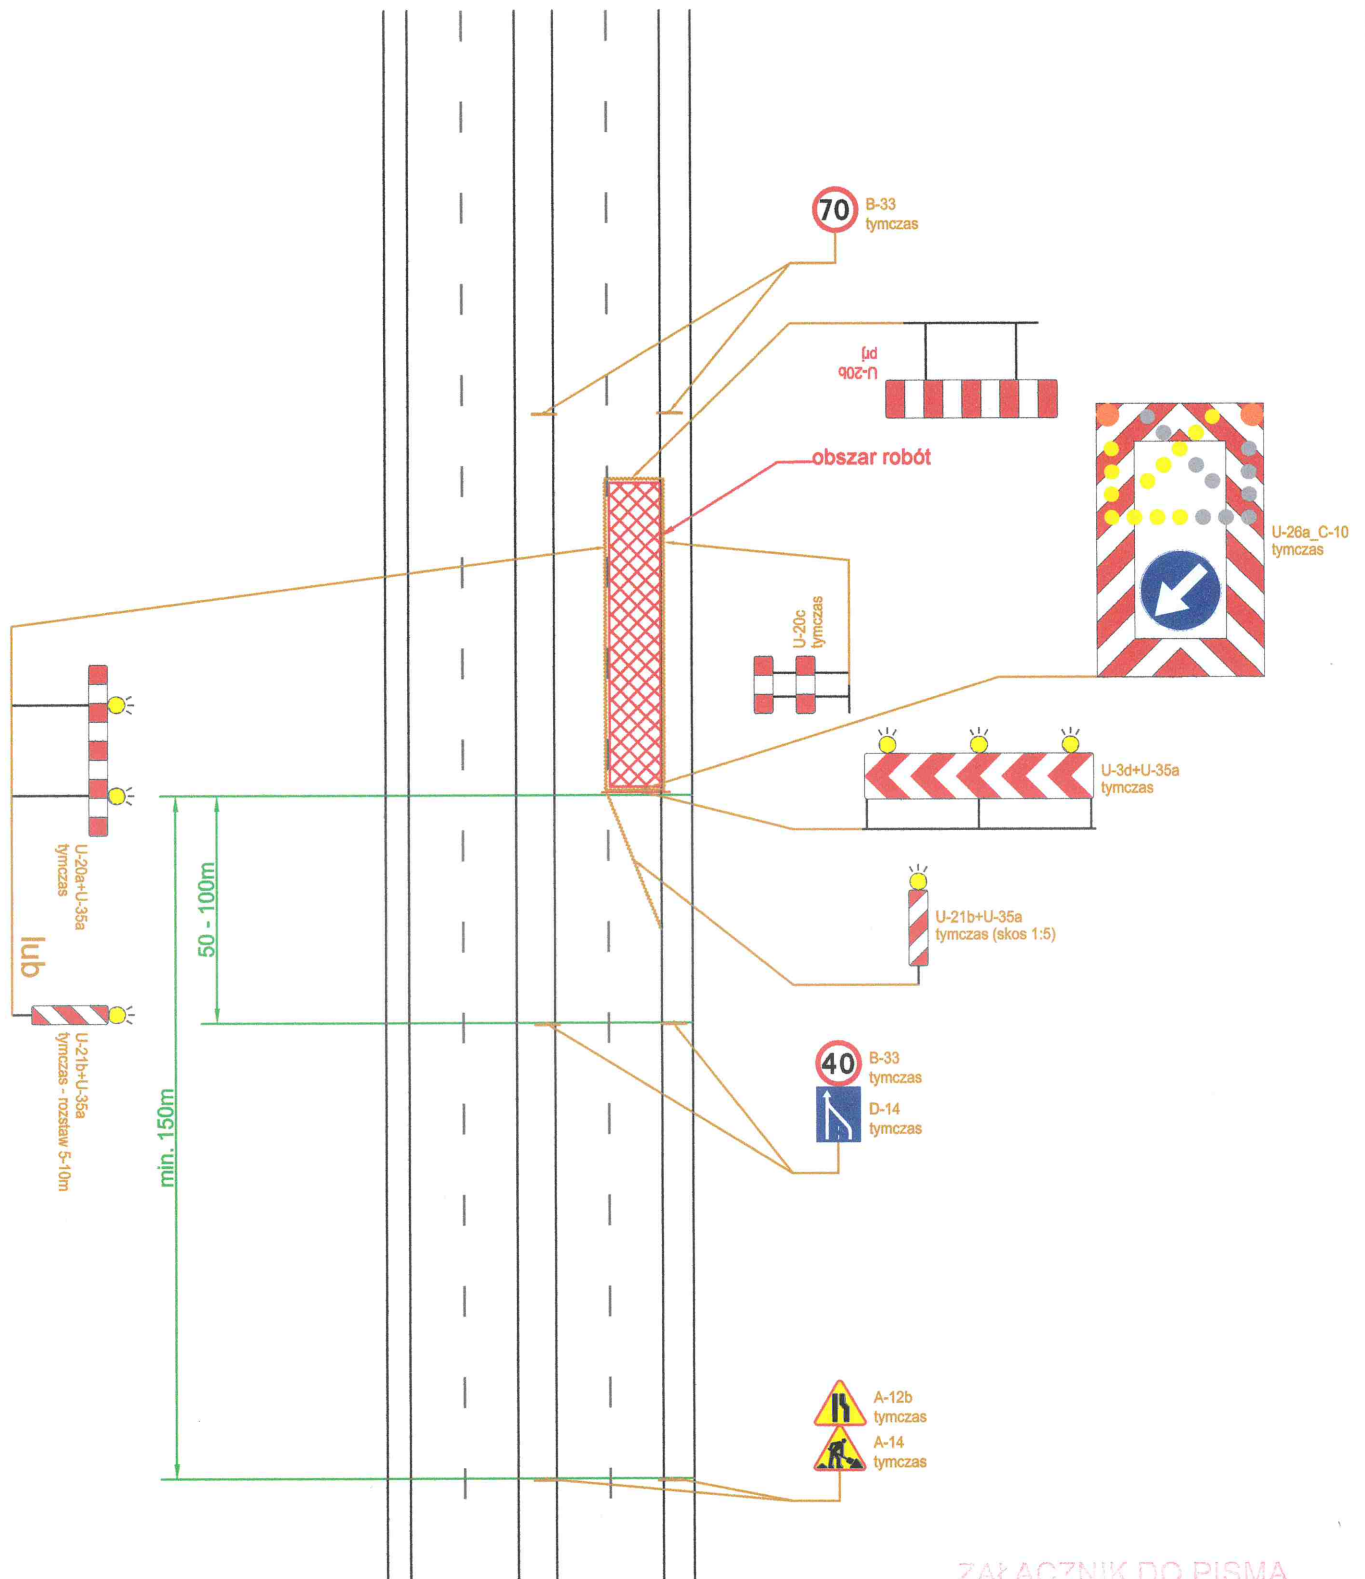 70
B-33
tymczas
U-20b
prj
obszar robót
U-26a_C-10
tymczas
U-20c
tymczas
U-3d+U-35a
tymczas
U-20a+U-35a
tymczas
50 - 100m
U-21b+U-35a
tymczas (skos 1:5)
lub
U-21b+U-35a
tymczas - rozstaw 5-10m
min. 150m
40
B-33
tymczas
D-14
tymczas
A-12b
tymczas
A-14
tymczas
ZAŁĄCZNIK DO PISMA